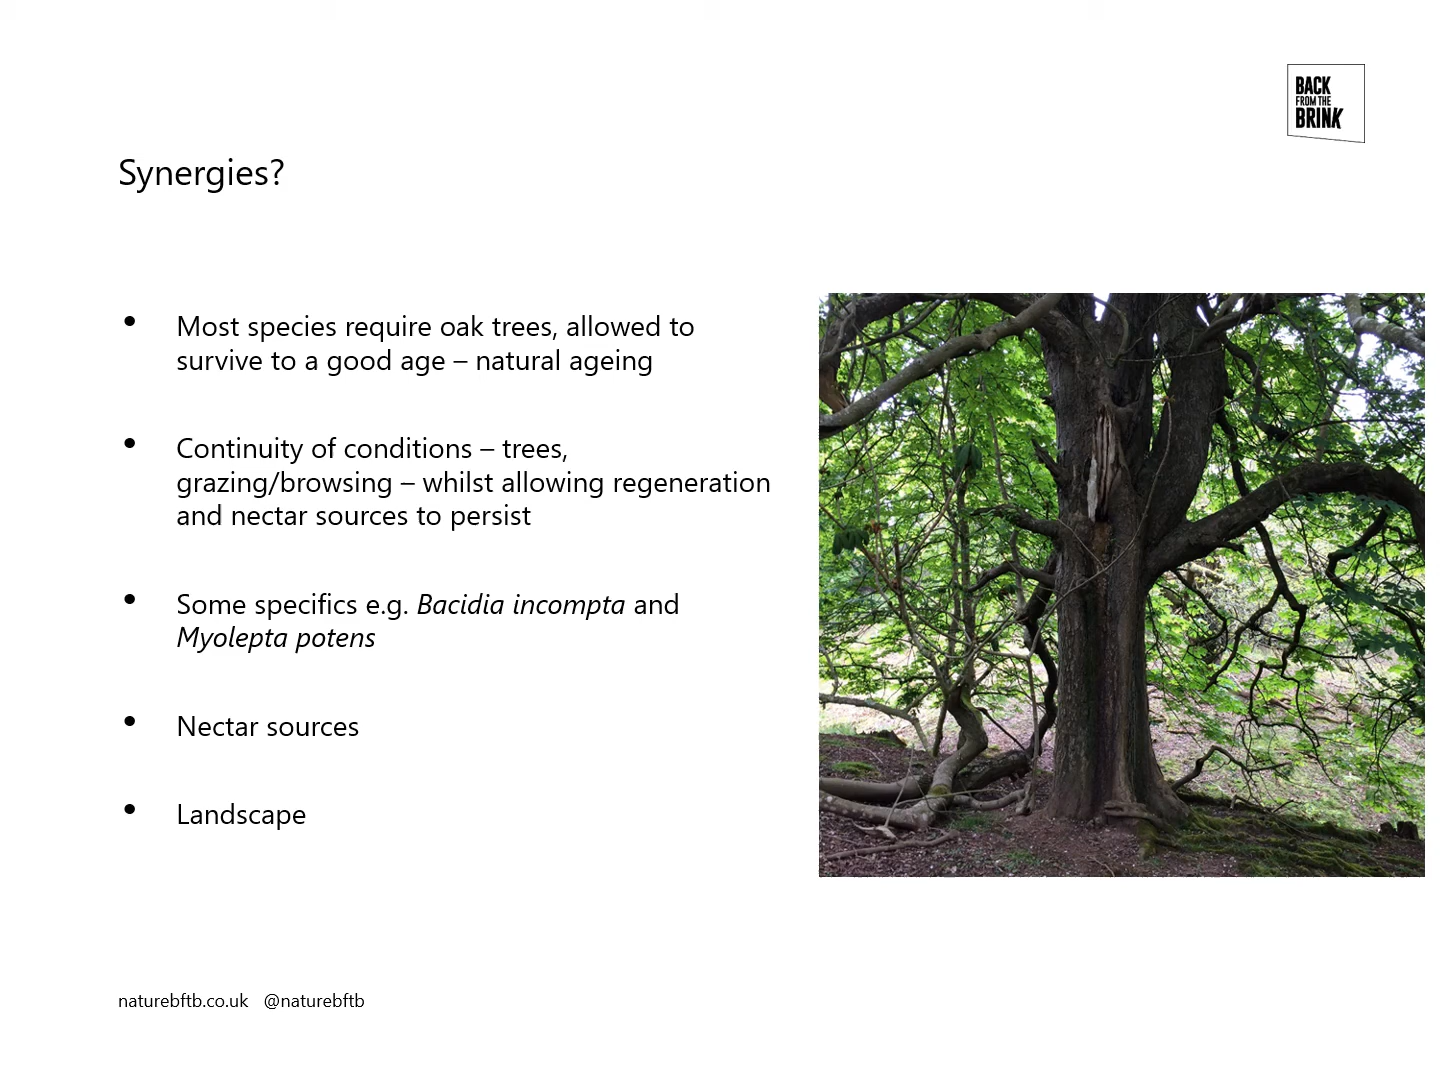 BACK
FROM THE
BRINK
Synergies?
• Most species require oak trees, allowed to
survive to a good age – natural ageing
• Continuity of conditions – trees,
grazing/browsing – whilst allowing regeneration
and nectar sources to persist
• Some specifics e.g. Bacidia incompta and
Myolepta potens
• Nectar sources
• Landscape
naturebftb.co.uk @naturebftb